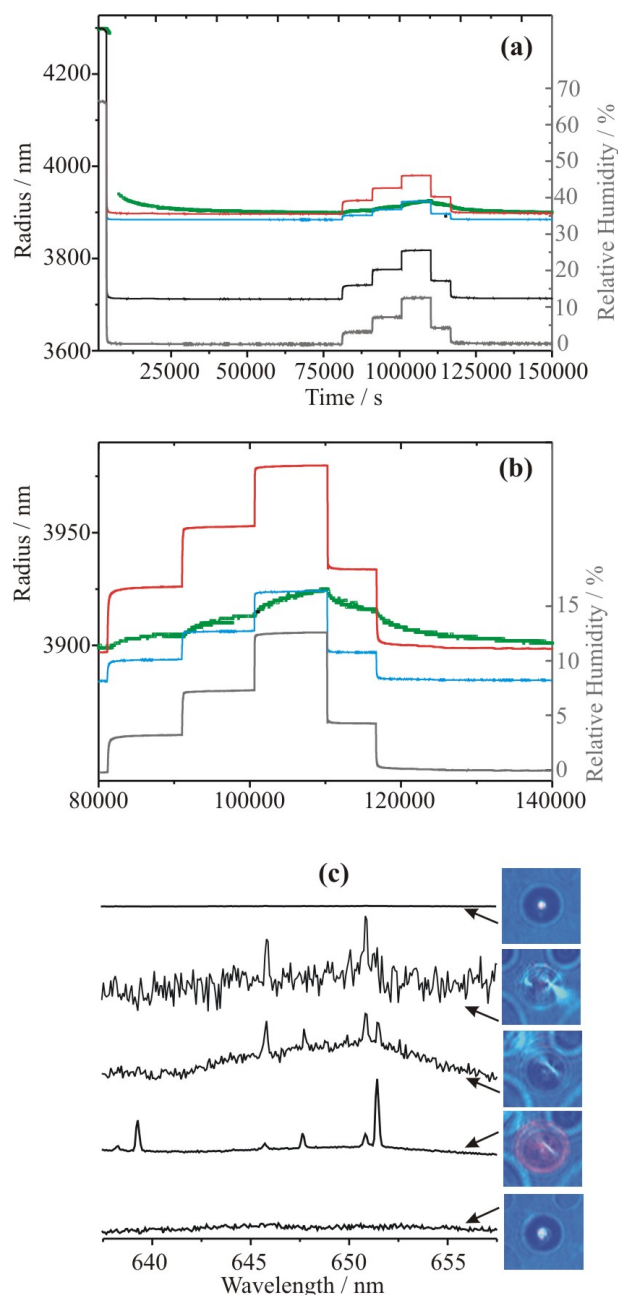 (a)
4200
4000
3800
3600
Radius / nm
70
60
50
40
30
20
10
0
Relative Humidity / %
25000 50000 75000 100000 125000 150000
Time / s
(b)
3950
3900
Radius / nm
15
10
5
0
Relative Humidity / %
80000 100000 120000 140000
(c)
640 645 650 655
Wavelength / nm